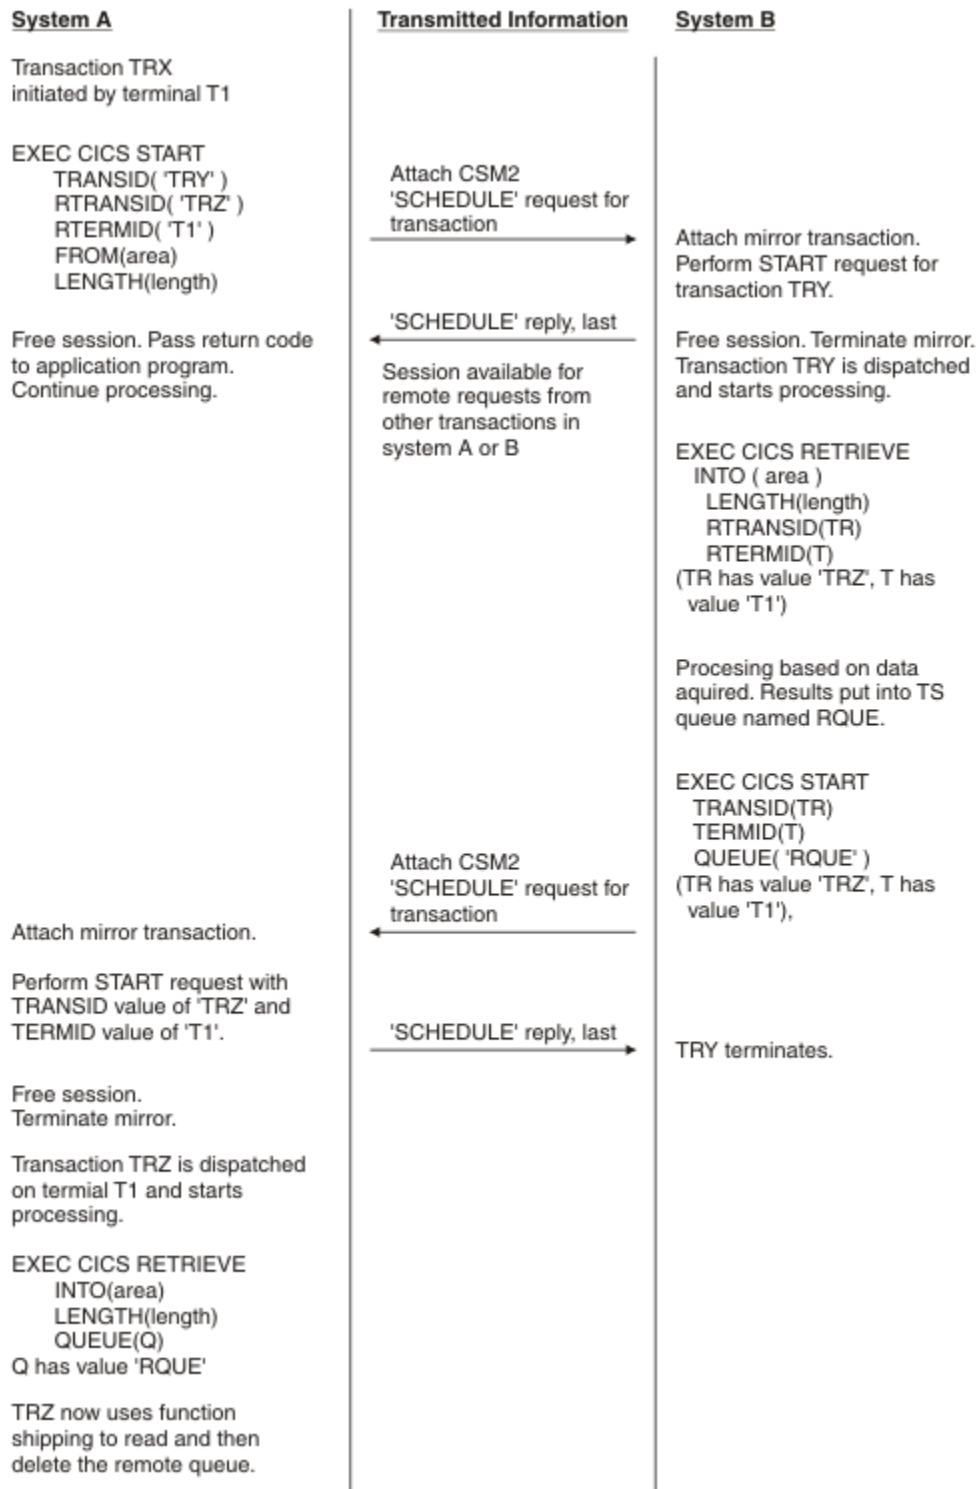 System A
Transmitted Information
System B
Transaction TRX
initiated by terminal T1
EXEC CICS START
TRANSID( 'TRY' )
RTRANSID( 'TRZ' )
RTERMID( 'T1' )
FROM(area)
LENGTH(length)
Attach CSM2
'SCHEDULE' request for
transaction
Attach mirror transaction.
Perform START request for
transaction TRY.
'SCHEDULE' reply, last
Free session. Pass return code
to application program.
Continue processing.
Session available for
remote requests from
other transactions in
system A or B
Free session. Terminate mirror.
Transaction TRY is dispatched
and starts processing.
EXEC CICS RETRIEVE
INTO ( area )
LENGTH(length)
RTRANSID(TR)
RTERMID(T)
(TR has value 'TRZ', T has
value 'T1')
Procesing based on data
aquired. Results put into TS
queue named RQUE.
EXEC CICS START
TRANSID(TR)
TERMID(T)
QUEUE( 'RQUE' )
(TR has value 'TRZ', T has
value 'T1'),
Attach CSM2
'SCHEDULE' request for
transaction
Attach mirror transaction.
Perform START request with
TRANSID value of 'TRZ' and
TERMID value of 'T1'.
'SCHEDULE' reply, last
TRY terminates.
Free session.
Terminate mirror.
Transaction TRZ is dispatched
on termial T1 and starts
processing.
EXEC CICS RETRIEVE
INTO(area)
LENGTH(length)
QUEUE(Q)
Q has value 'RQUE'
TRZ now uses function
shipping to read and then
delete the remote queue.